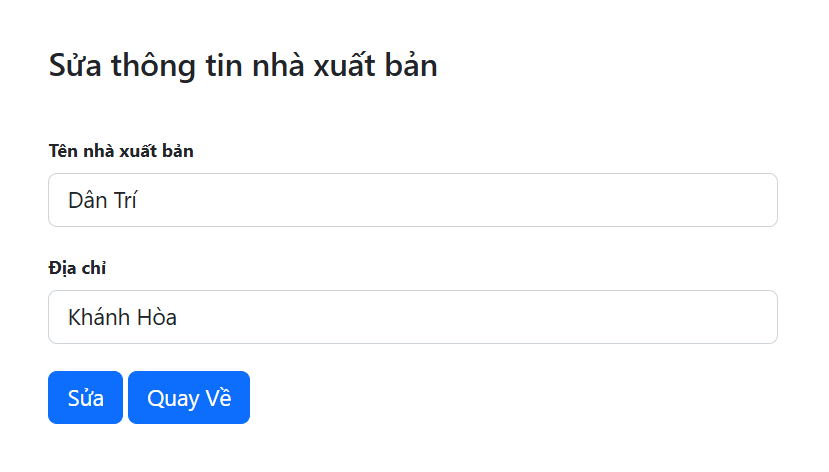 Sửa thông tin nhà xuất bản
Tên nhà xuất bản
Dân Trí
Địa chỉ
Khánh Hòa
Sửa Quay Về